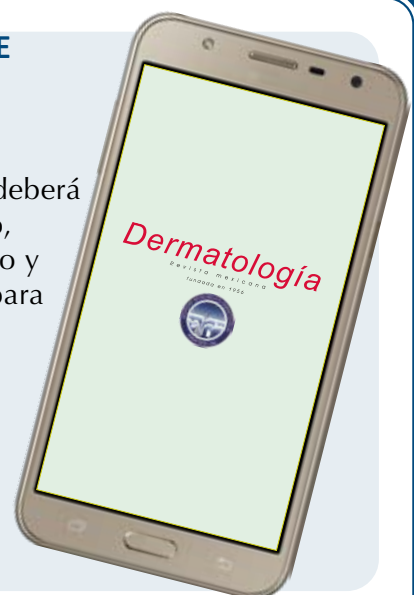 E
deberá
o,
o y
para
Dermatología
Revista mexicana
fundada en 1956